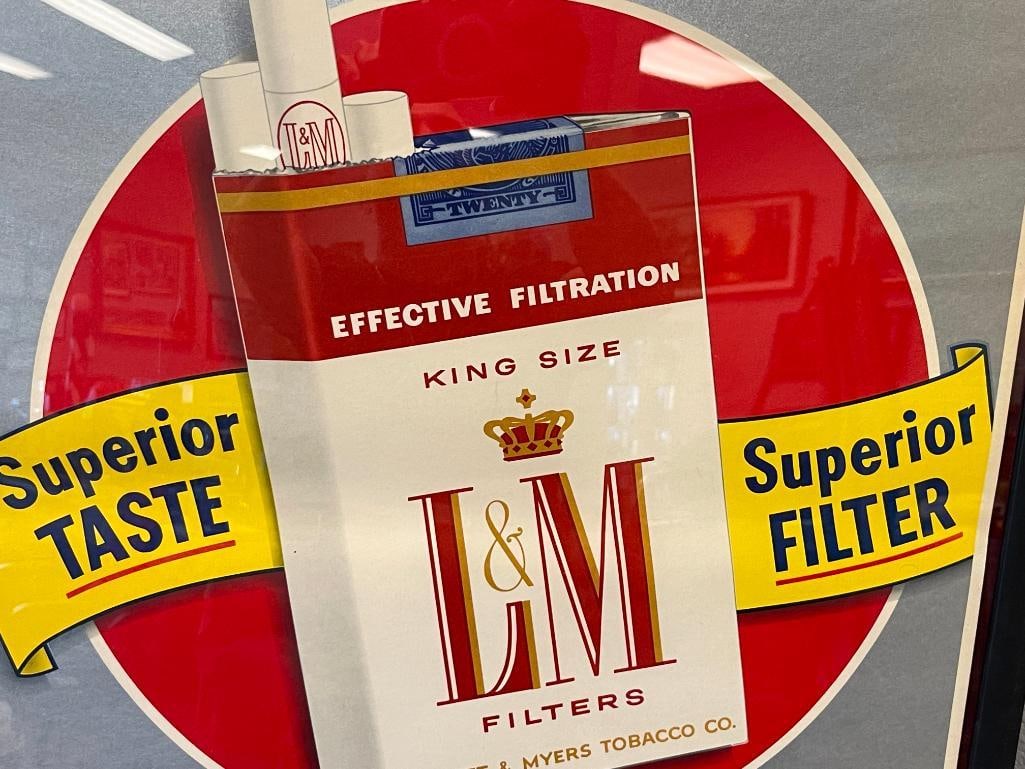 L&M
TWENTY
EFFECTIVE FILTRATION
KING SIZE
L&M
FILTERS
& MYERS TOBACCO CO.
Superior
TASTE
Superior
FILTER